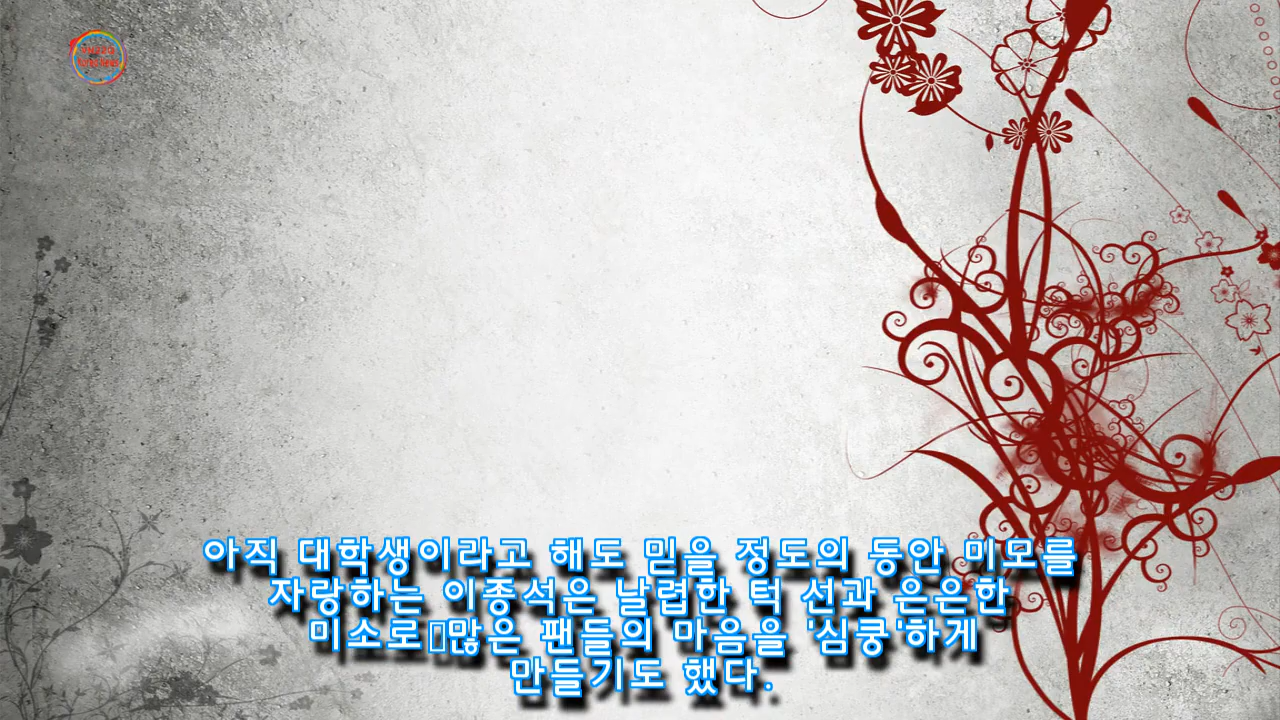 아직 대학생이라고 해도 믿을 정도의 동안 미모를
자랑하는 이종석은 날렵한 턱 선과 은은한
미소로 많은 팬들의 마음을 '심쿵'하게
만들기도 했다.